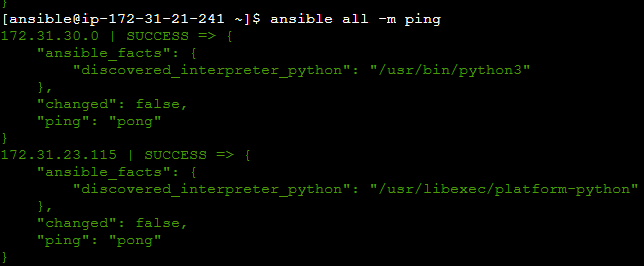 }
[ansible@ip-172-31-21-241 ~]$ ansible all -m ping
172.31.30.0 | SUCCESS => {
    "ansible_facts": {
        "discovered_interpreter_python": "/usr/bin/python3"
    },
    "changed": false,
    "ping": "pong"
}
172.31.23.115 | SUCCESS => {
    "ansible_facts": {
        "discovered_interpreter_python": "/usr/libexec/platform-python"
    },
    "changed": false,
    "ping": "pong"
}